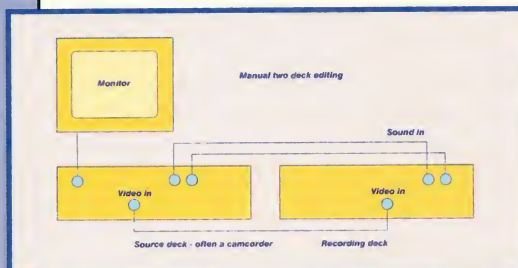 Monitor
Manual two deck editing
Sound in
Video in
Video in
Source deck - often a camcorder
Recording deck